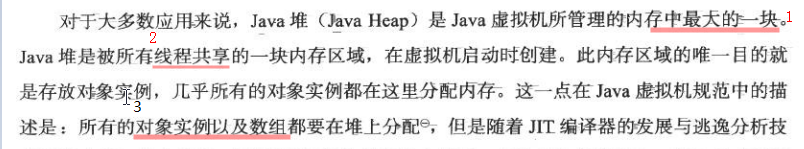 对于大多数应用来说，Java 堆（Java Heap）是 Java 虚拟机所管理的内存中最大的一块。1
2
Java 堆是被所有线程共享的一块内存区域，在虚拟机启动时创建。此内存区域的唯一目的就
是存放对象实例，几乎所有的对象实例都在这里分配内存。这一点在 Java 虚拟机规范中的描
3
述是：所有的对象实例以及数组都要在堆上分配⊖，但是随着 JIT 编译器的发展与逃逸分析技